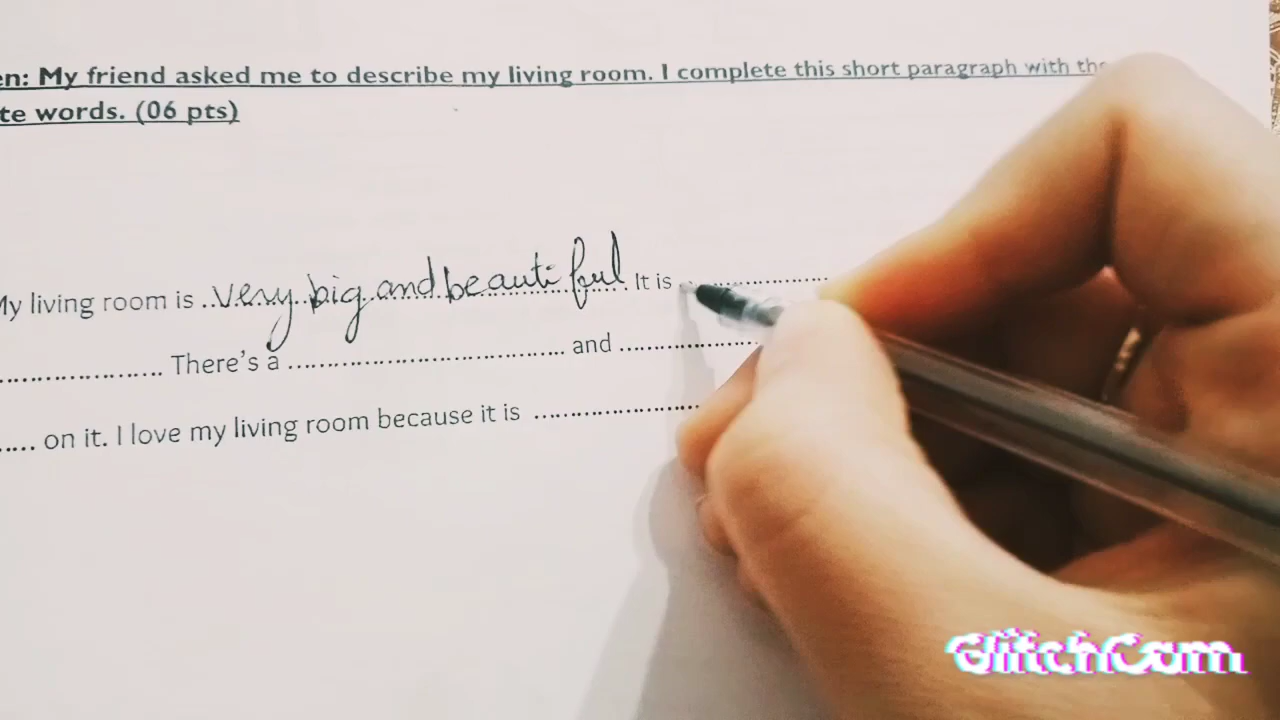 en: My friend asked me to describe my living room. I complete this short paragraph with the
te words. (06 pts)
My living room is ..very big and beautiful. It is ....................
...................... There's a ..................................... and ...................
..... on it. I love my living room because it is ......................
GlitchCam